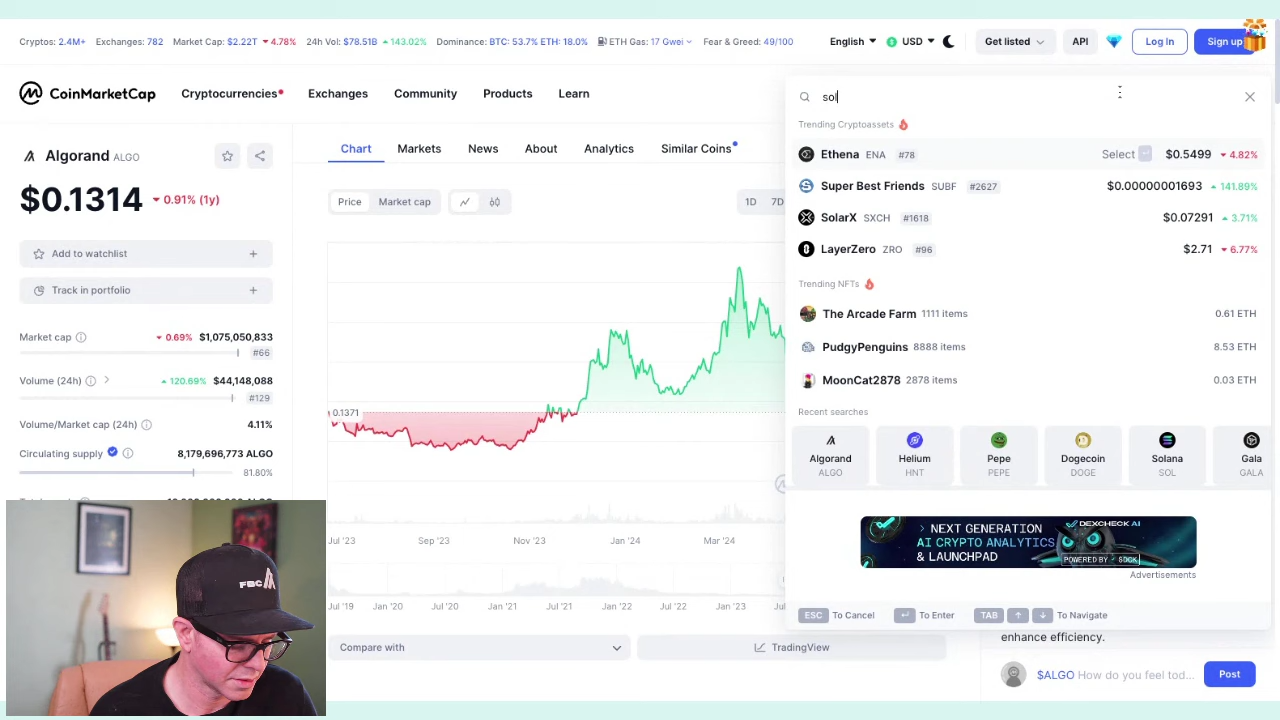 Cryptos: 2.4M+ Exchanges: 782 Market Cap: $2.22T 4.78% 24h Vol: $78.51B 143.02% Dominance: BTC: 53.7% ETH: 18.0% ETH Gas: 17 Gwei Fear & Greed: 49/100 English USD Get listed API Log In Sign up
CoinMarketCap Cryptocurrencies Exchanges Community Products Learn
sol
Algorand ALGO
$0.1314 0.91% (1y)
Add to watchlist +
Track in portfolio +
Market cap 0.69% $1,075,050,833
#66
Volume (24h) 120.69% $44,148,088
#129
Volume/Market cap (24h) 4.11%
Circulating supply 8,179,696,773 ALGO
81.80%
Chart Markets News About Analytics Similar Coins
Price Market cap 1D 7D
0.1371
Jul '23 Sep '23 Nov '23 Jan '24 Mar '24
Jul '19 Jan '20 Jul '20 Jan '21 Jul '21 Jan '22 Jul '22 Jan '23
Compare with TradingView
Trending Cryptoassets
Ethena ENA #78 Select $0.5499 4.82%
Super Best Friends SUBF #2627 $0.00000001693 141.89%
SolarX SXCH #1618 $0.07291 3.71%
LayerZero ZRO #96 $2.71 6.77%
Trending NFTs
The Arcade Farm 1111 items 0.61 ETH
PudgyPenguins 8888 items 8.53 ETH
MoonCat2878 2878 items 0.03 ETH
Recent searches
Algorand Helium Pepe Dogecoin Solana Gala
ALGO HNT PEPE DOGE SOL GALA
> NEXT GENERATION
AI CRYPTO ANALYTICS
& LAUNCHPAD
DEXCHECK AI
POWERED BY
Advertisements
ESC To Cancel To Enter TAB To Navigate
enhance efficiency.
$ALGO How do you feel tod... Post
FBC